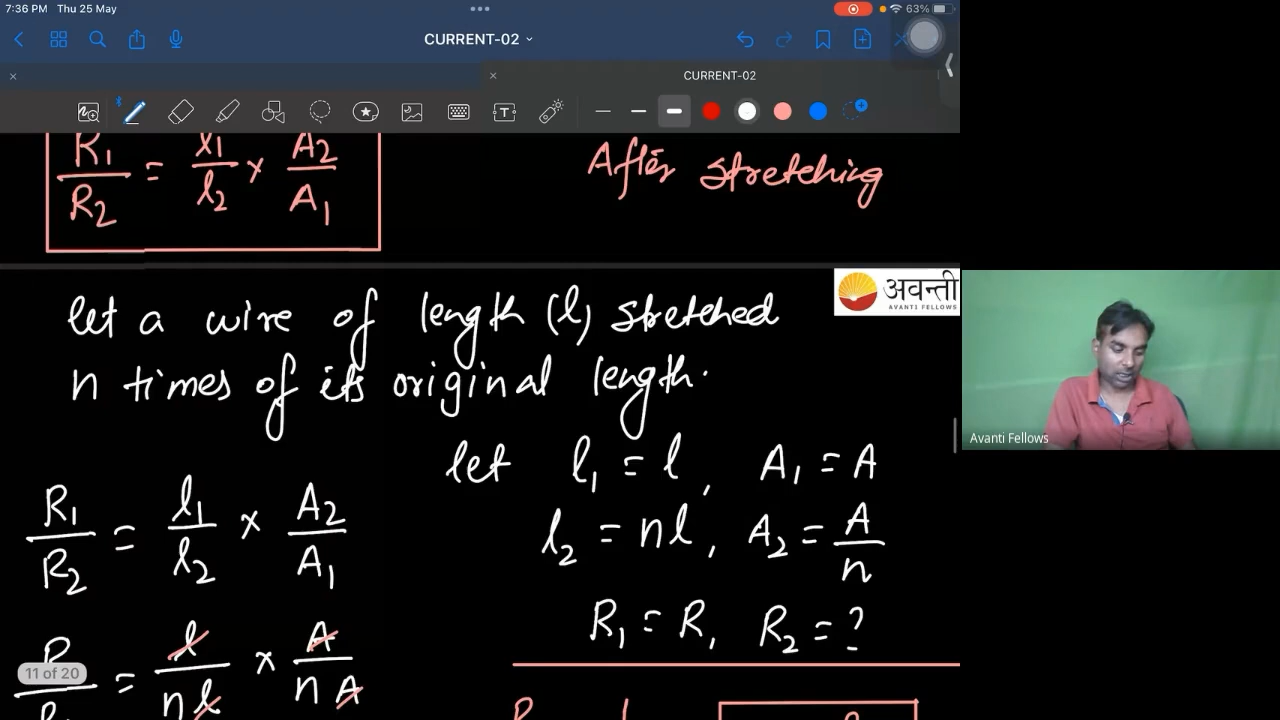 7:36 PM Thu 25 May
63%
CURRENT-02
CURRENT-02
R1/R2 = l1/l2 × A2/A1
After stretching
अवन्ती
AVANTI FELLOWS
let a wire of length (l) stretched
n times of its original length.
let l1 = l, A1 = A
l2 = nl, A2 = A/n
R1 = R, R2 = ?
R1/R2 = l1/l2 × A2/A1
= l/nl × A/nA
11 of 20
Avanti Fellows